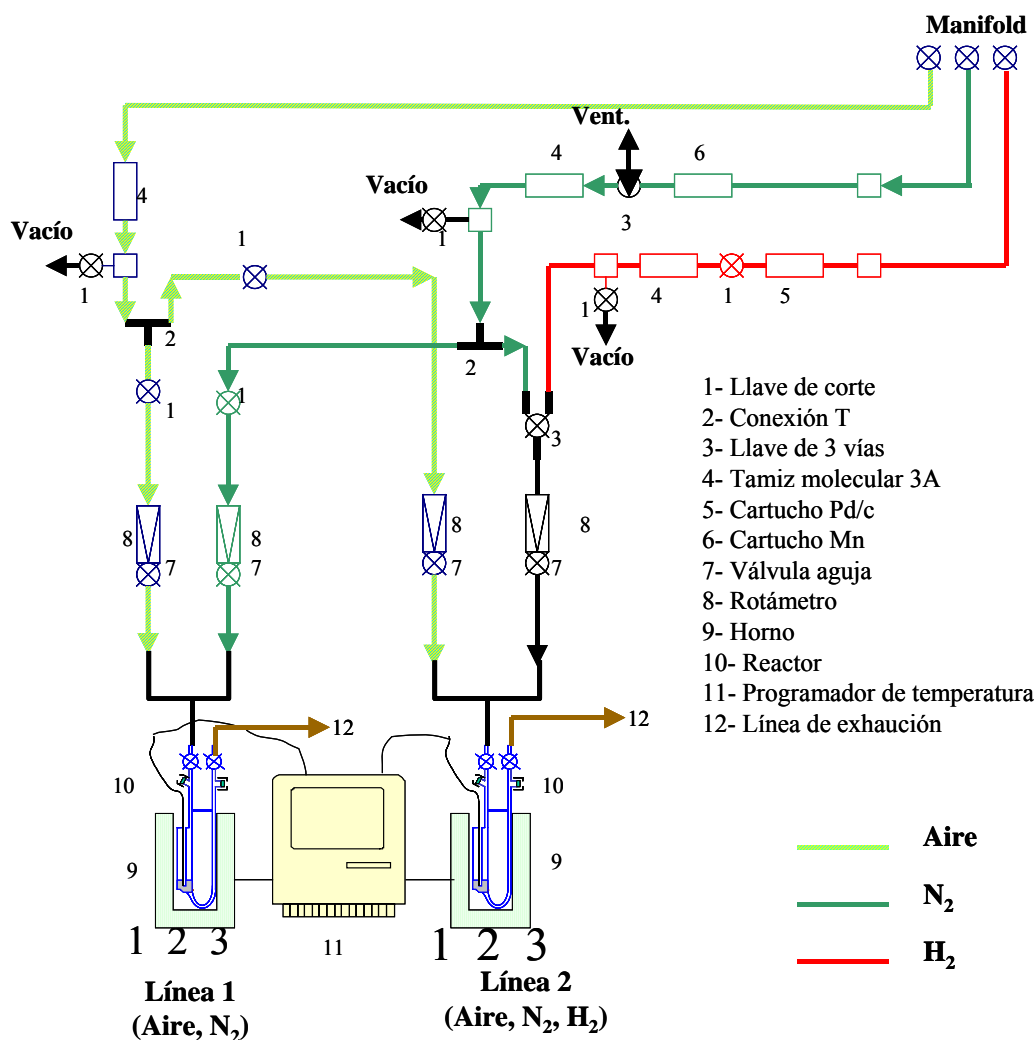 Manifold
Vent.
4
6
Vacío
1
3
4
Vacío
1
1
1
4
1
5
Vacío
2
2
1
1
3
1- Llave de corte
2- Conexión T
3- Llave de 3 vías
4- Tamiz molecular 3A
5- Cartucho Pd/c
6- Cartucho Mn
7- Válvula aguja
8- Rotámetro
9- Horno
10- Reactor
11- Programador de temperatura
12- Línea de exhaución
8
8
8
8
7
7
7
7
12
12
10
10
9
9
1 2 3
11
1 2 3
Línea 1
(Aire, N₂)
Línea 2
(Aire, N₂, H₂)
Aire
N₂
H₂